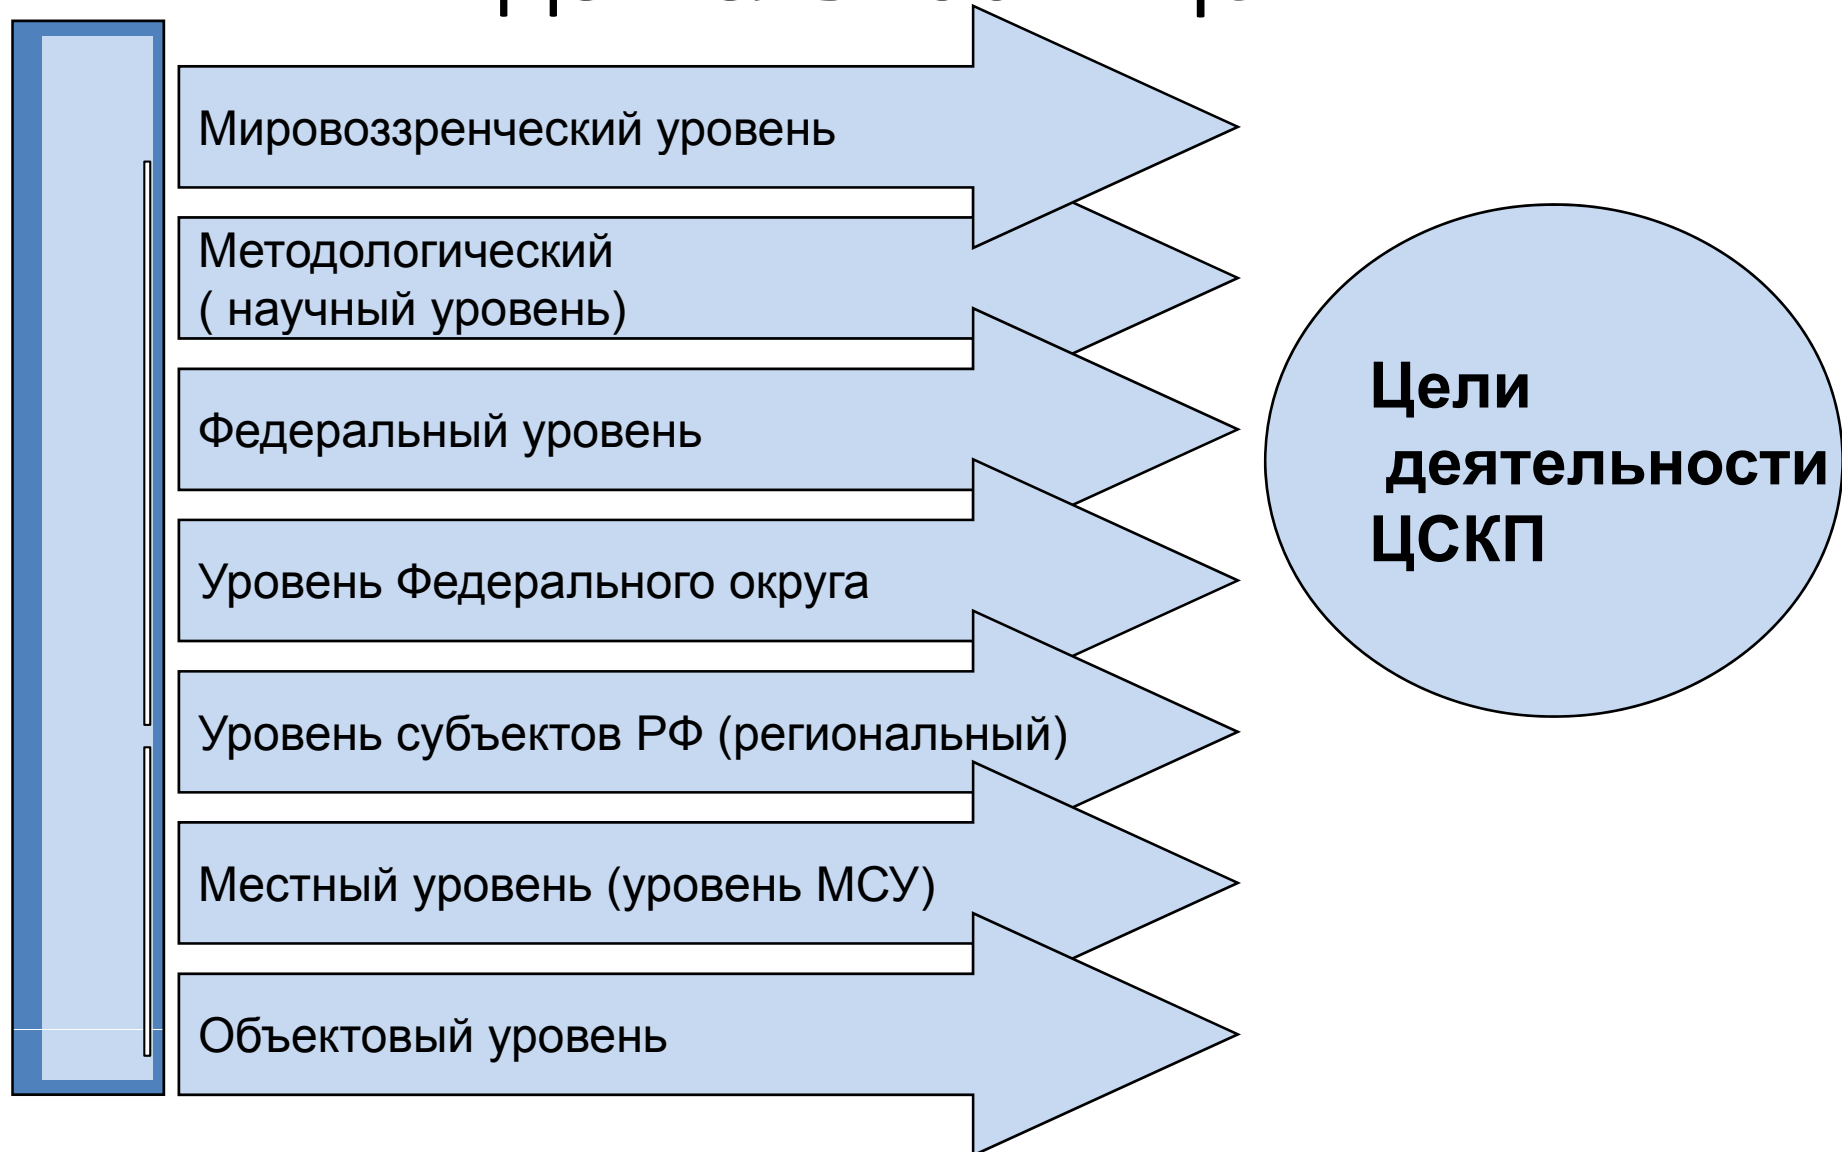 Мировоззренческий уровень
Методологический
( научный уровень)
Федеральный уровень
Уровень Федерального округа
Уровень субъектов РФ (региональный)
Местный уровень (уровень МСУ)
Объектовый уровень
Цели
деятельности
ЦСКП